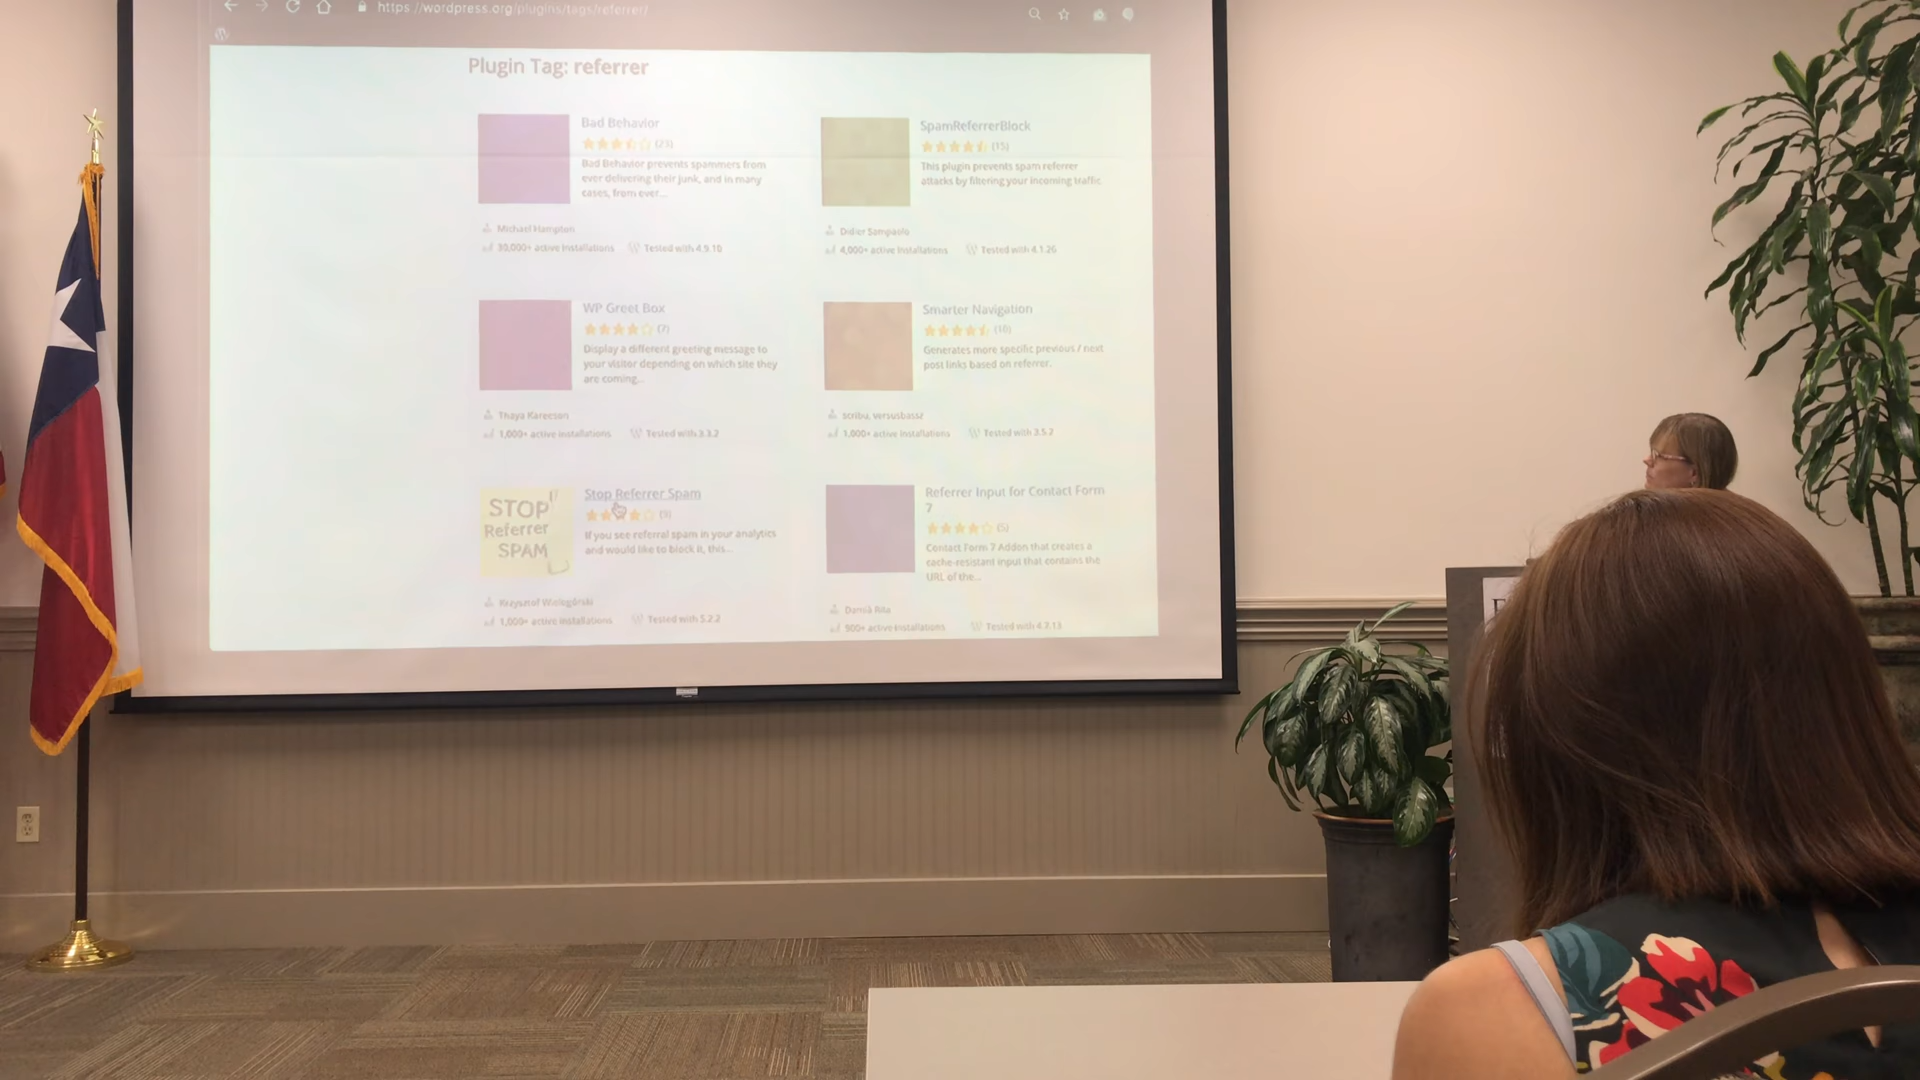 https://wordpress.org/plugins/tags/referrer/
Plugin Tag: referrer
Bad Behavior
(23)
Bad Behavior prevents spammers from
ever delivering their junk, and in many
cases, from ever...
Michael Hampton
30,000+ active installations Tested with 4.9.10
SpamReferrerBlock
(15)
This plugin prevents spam referrer
attacks by filtering your incoming traffic.
Didier Sampaolo
4,000+ active installations Tested with 4.1.26
WP Greet Box
(7)
Display a different greeting message to
your visitor depending on which site they
are coming...
Thaya Kareeson
1,000+ active installations Tested with 3.3.2
Smarter Navigation
(10)
Generates more specific previous / next
post links based on referrer.
scribu, versusbassz
1,000+ active installations Tested with 3.5.2
STOP
Referrer
SPAM
Stop Referrer Spam
(9)
If you see referral spam in your analytics
and would like to block it, this...
Krzysztof Wielogórski
1,000+ active installations Tested with 5.2.2
Referrer Input for Contact Form
7
(5)
Contact Form 7 Addon that creates a
cache-resistant input that contains the
URL of the...
900+ active installations Tested with 4.7.13